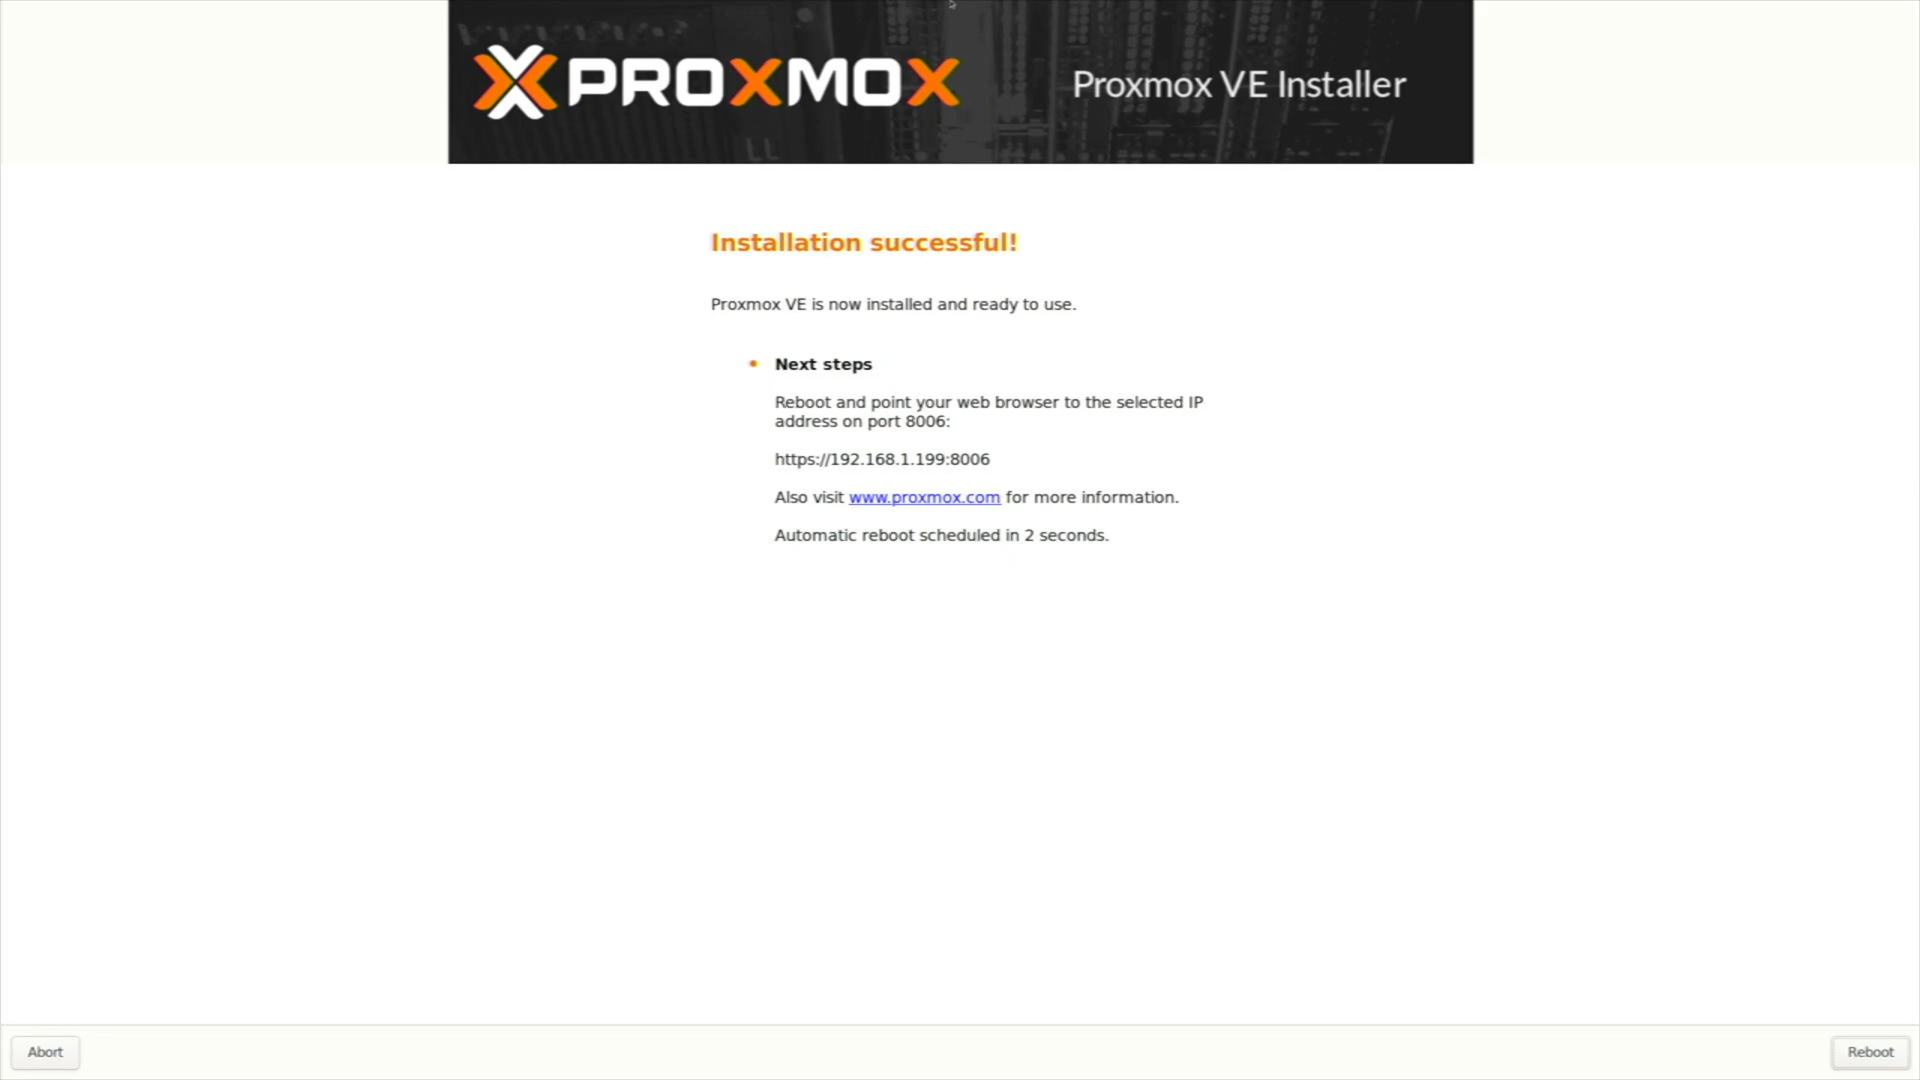 PROXMOX
Proxmox VE Installer
Installation successful!
Proxmox VE is now installed and ready to use.
Next steps
Reboot and point your web browser to the selected IP
address on port 8006:
https://192.168.1.199:8006
Also visit www.proxmox.com for more information.
Automatic reboot scheduled in 2 seconds.
Abort
Reboot